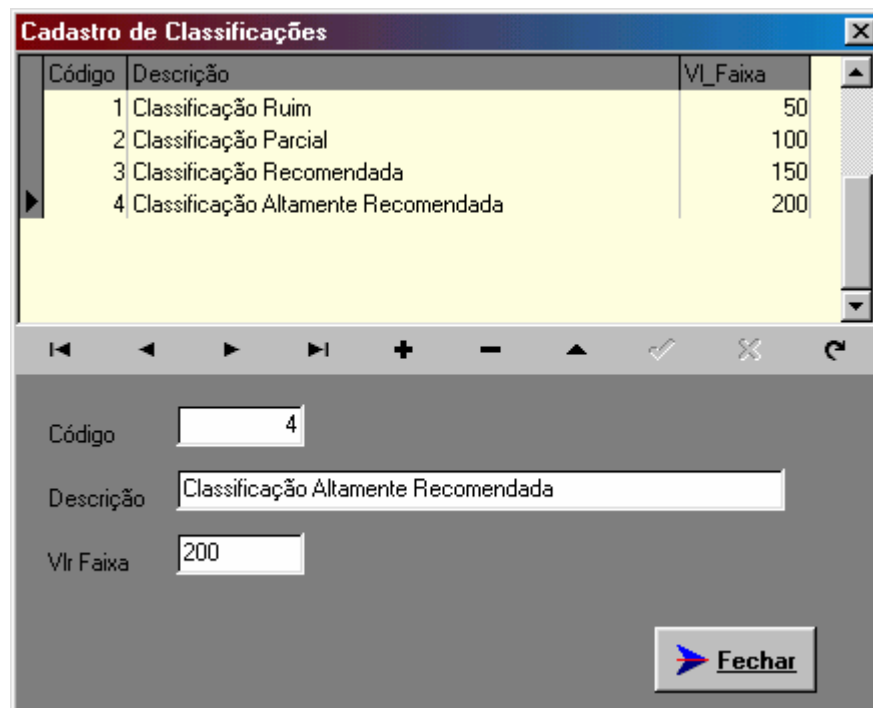 Cadastro de Classificações
Código Descrição Vl_Faixa
1 Classificação Ruim 50
2 Classificação Parcial 100
3 Classificação Recomendada 150
4 Classificação Altamente Recomendada 200
Código 4
Descrição Classificação Altamente Recomendada
Vlr Faixa 200
Fechar